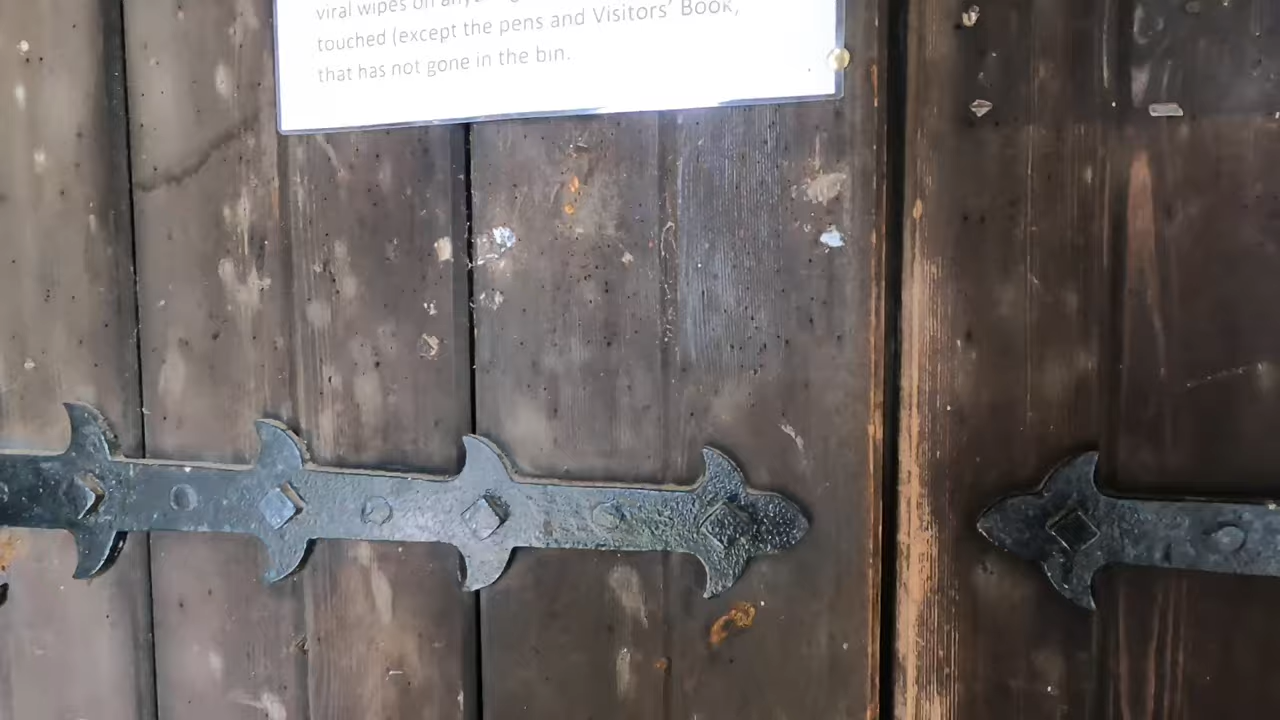 viral wipes on
touched (except the pens and Visitors' Book,
that has not gone in the bin.